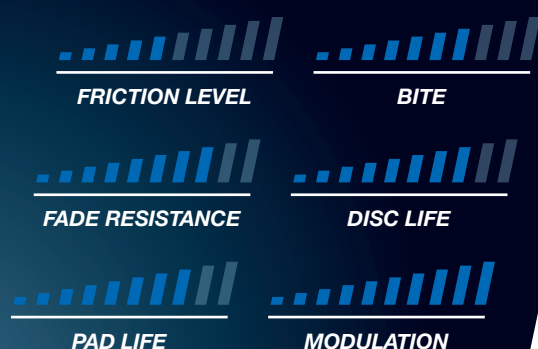 FRICTION LEVEL
BITE
FADE RESISTANCE
DISC LIFE
PAD LIFE
MODULATION